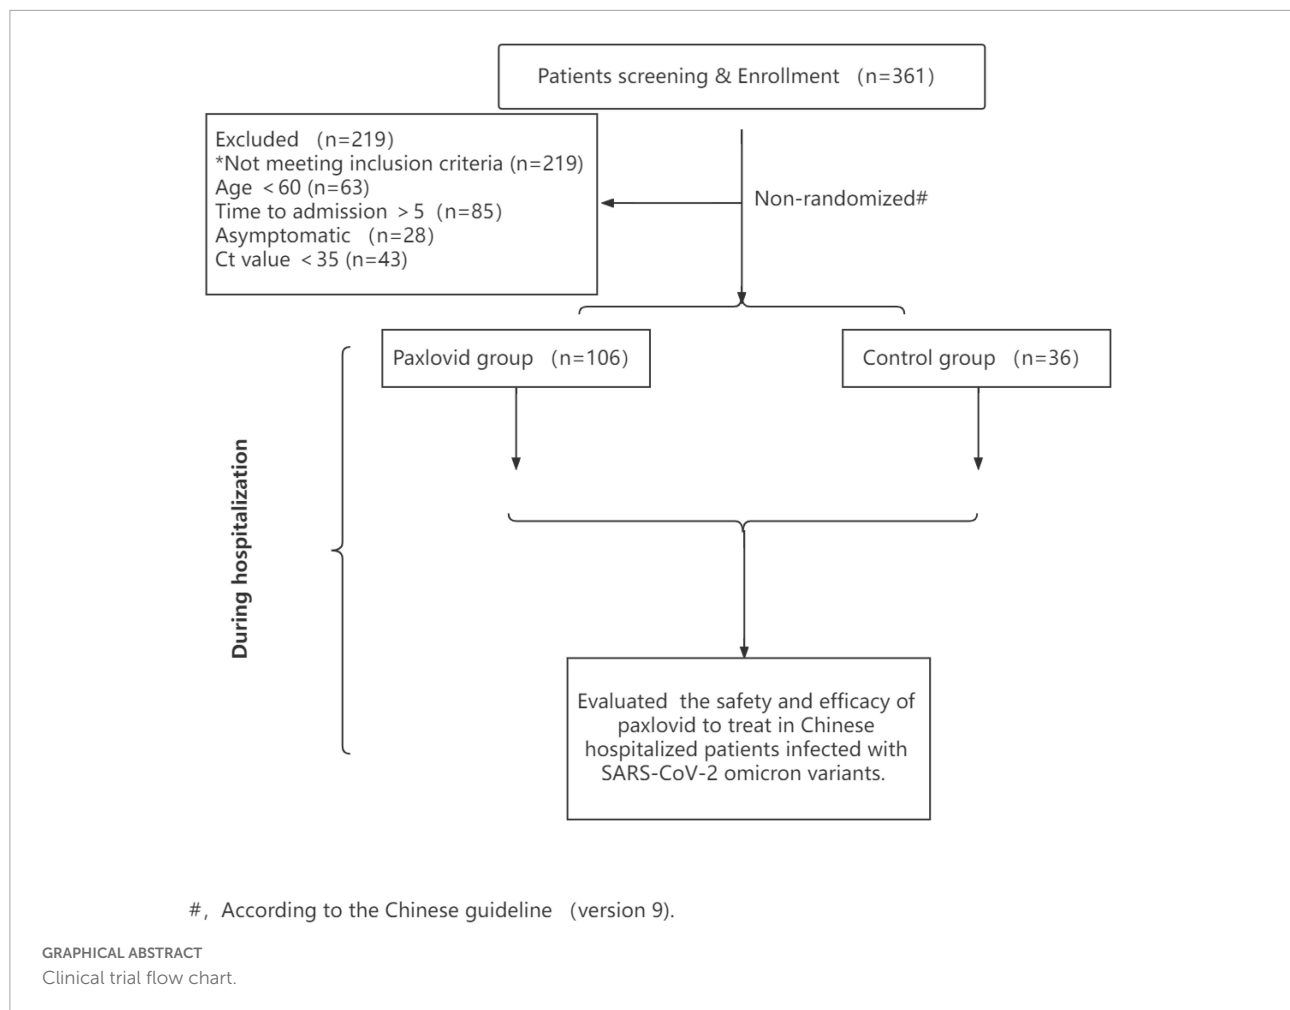 Patients screening & Enrollment （n=361)
Excluded （n=219)
*Not meeting inclusion criteria (n=219)
Age ＜60 (n=63)
Time to admission ＞5（n=85)
Asymptomatic （n=28)
Ct value ＜35 (n=43)
Non-randomized#
Paxlovid group （n=106)
Control group （n=36)
During hospitalization
Evaluated the safety and efficacy of
paxlovid to treat in Chinese
hospitalized patients infected with
SARS-CoV-2 omicron variants.
#，According to the Chinese guideline （version 9).
GRAPHICAL ABSTRACT
Clinical trial flow chart.